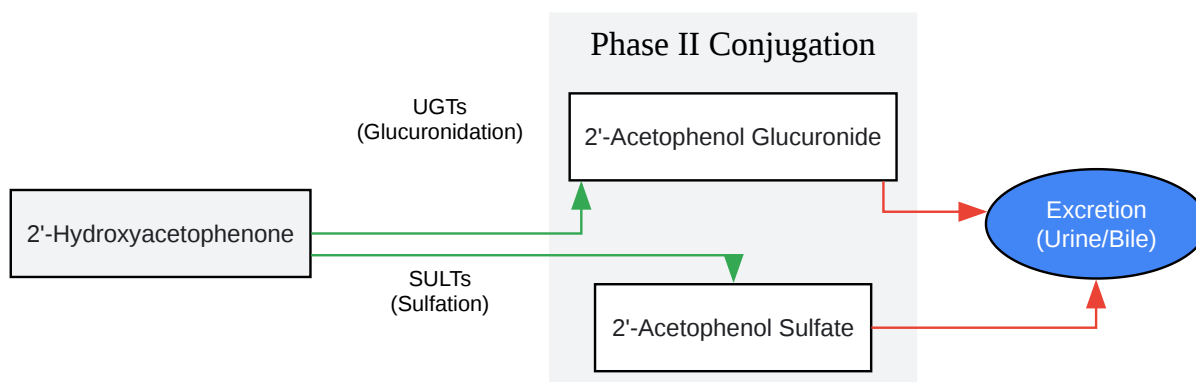 Phase II Conjugation
UGTs
(Glucuronidation)
2'-Acetophenol Glucuronide
2'-Hydroxyacetophenone
Excretion
(Urine/Bile)
SULTs
(Sulfation)
2'-Acetophenol Sulfate